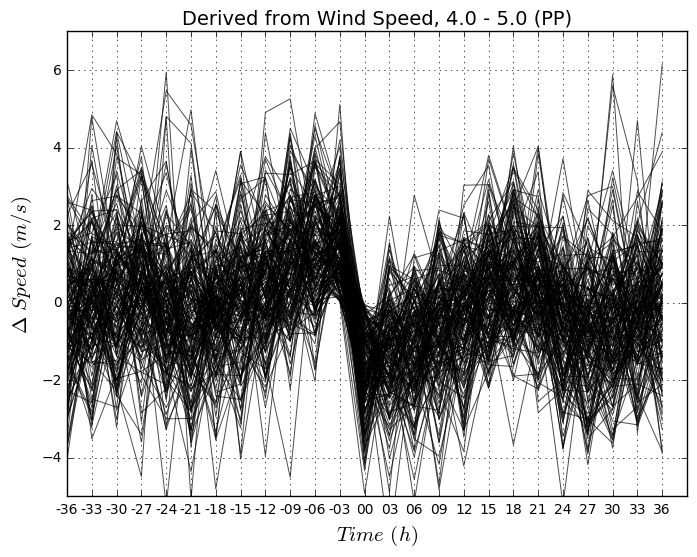 Derived from Wind Speed, 4.0 - 5.0 (PP)
6
4
2
0
−2
−4
Δ Speed (m/s)
-36 -33 -30 -27 -24 -21 -18 -15 -12 -09 -06 -03 00 03 06 09 12 15 18 21 24 27 30 33 36
Time (h)